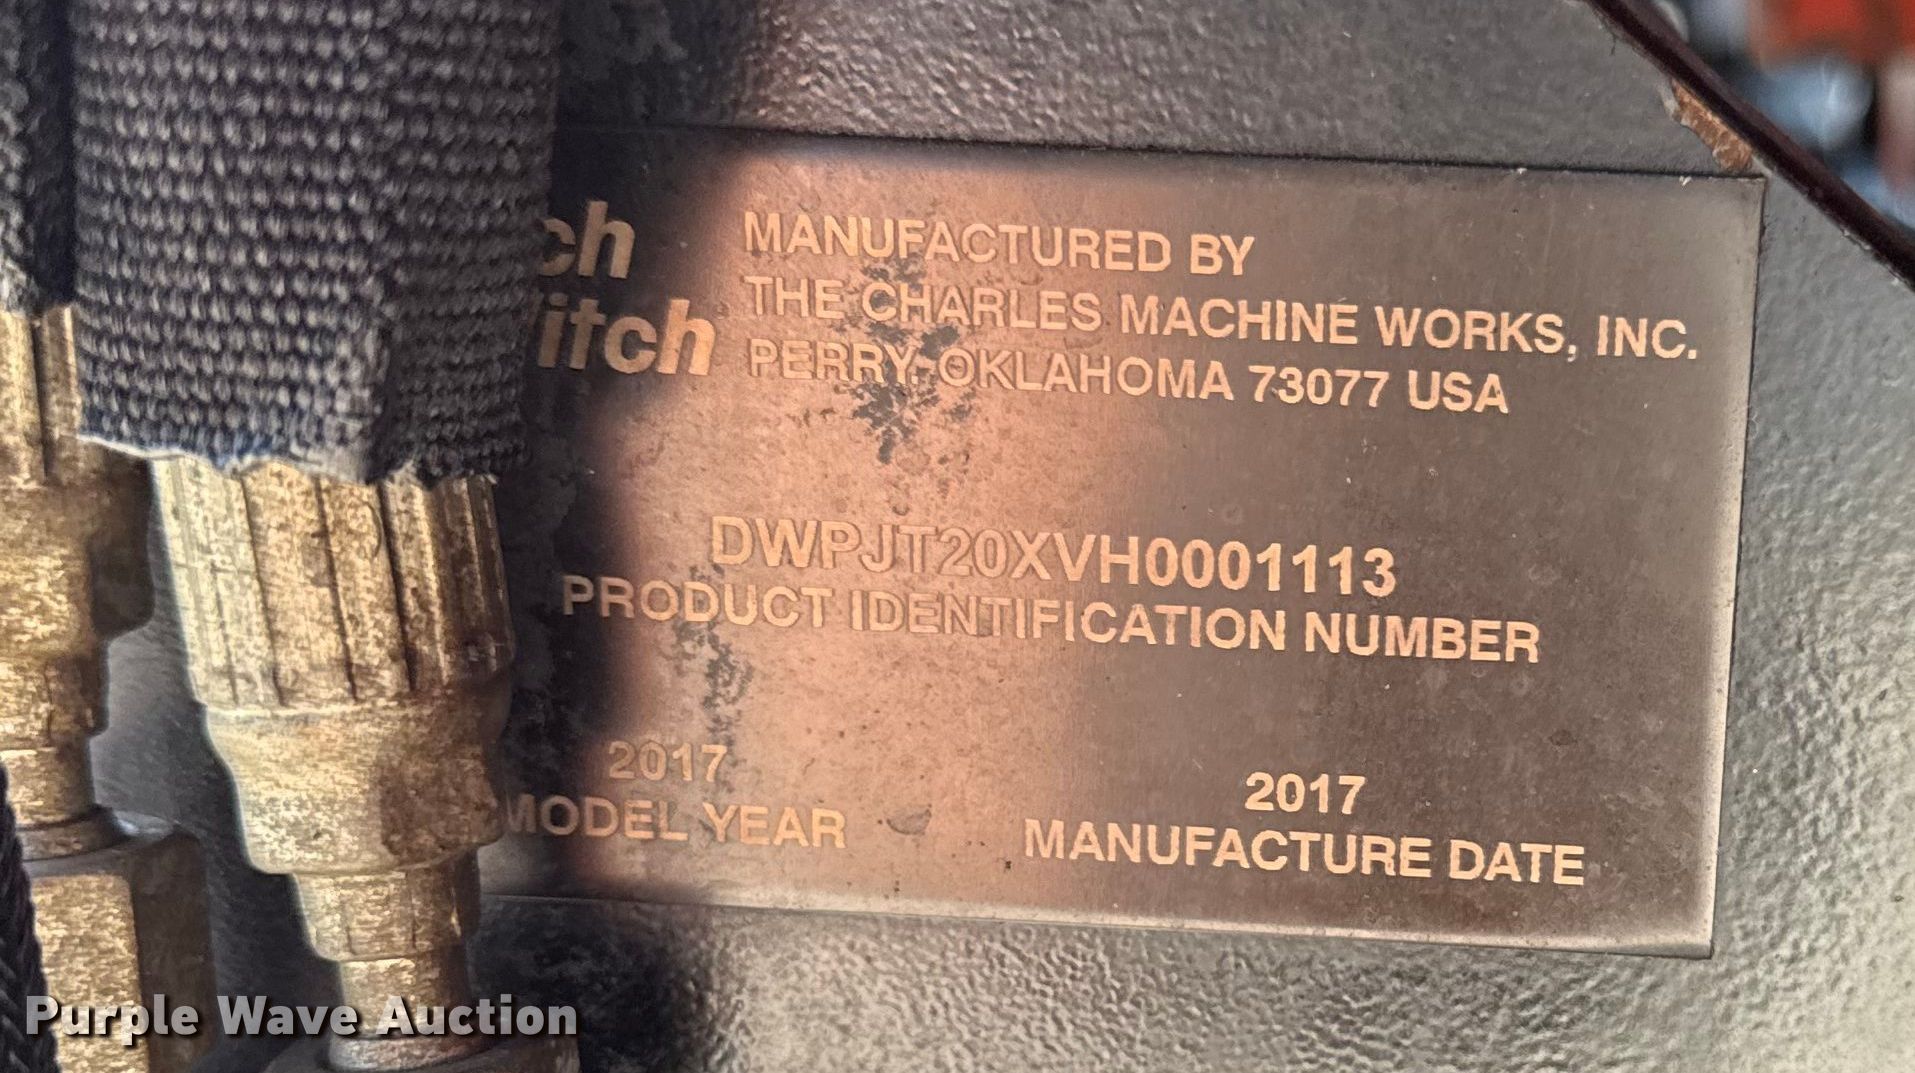 ch
itch
MANUFACTURED BY
THE CHARLES MACHINE WORKS, INC.
PERRY, OKLAHOMA 73077 USA
DWPJT20XVH0001113
PRODUCT IDENTIFICATION NUMBER
2017
MODEL YEAR
2017
MANUFACTURE DATE
Purple Wave Auction